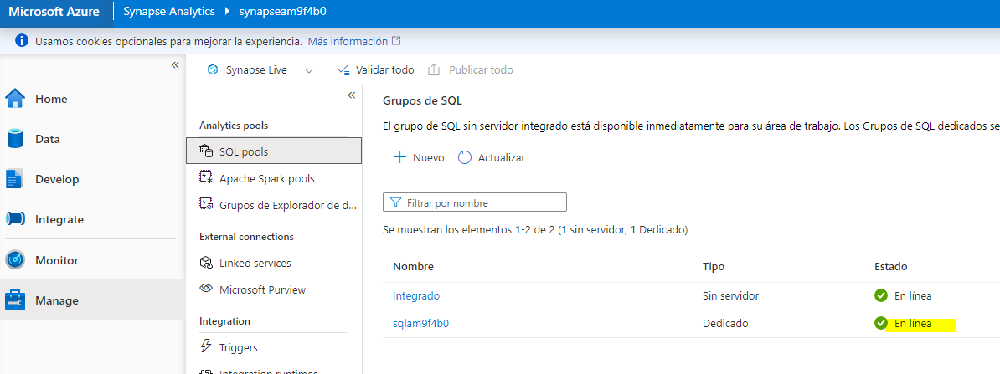 Microsoft Azure Synapse Analytics synapseam9f4b0
Usamos cookies opcionales para mejorar la experiencia. Más información
Synapse Live Validar todo Publicar todo
Home
Data
Develop
Integrate
Monitor
Manage
Analytics pools
SQL pools
Apache Spark pools
Grupos de Explorador de d...
External connections
Linked services
Microsoft Purview
Integration
Triggers
Integration runtimes
Grupos de SQL
El grupo de SQL sin servidor integrado está disponible inmediatamente para su área de trabajo. Los Grupos de SQL dedicados se
Nuevo Actualizar
Filtrar por nombre
Se muestran los elementos 1-2 de 2 (1 sin servidor, 1 Dedicado)
Nombre Tipo Estado
Integrado Sin servidor En línea
sqlam9f4b0 Dedicado En línea